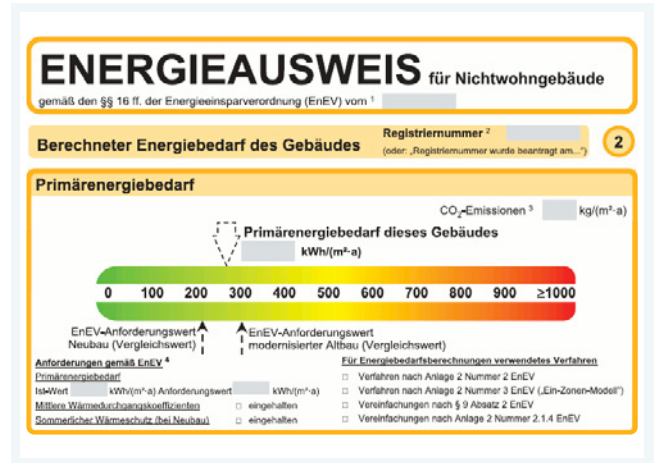 ENERGIEAUSWEIS für Nichtwohngebäude
gemäß den §§ 16 ff. der Energieeinsparverordnung (EnEV) vom ¹
Berechneter Energiebedarf des Gebäudes
Registriernummer ²
(oder: „Registriernummer wurde beantragt am...“)
2
Primärenergiebedarf
CO₂-Emissionen ³ kg/(m²·a)
Primärenergiebedarf dieses Gebäudes
kWh/(m²·a)
0 100 200 300 400 500 600 700 800 900 ≥1000
EnEV-Anforderungswert
Neubau (Vergleichswert)
EnEV-Anforderungswert
modernisierter Altbau (Vergleichswert)
Anforderungen gemäß EnEV ⁴
Primärenergiebedarf
Ist-Wert kWh/(m²·a) Anforderungswert kWh/(m²·a)
Mittlere Wärmedurchgangskoeffizienten □ eingehalten
Sommerlicher Wärmeschutz (bei Neubau) □ eingehalten
Für Energiebedarfsberechnungen verwendetes Verfahren
□ Verfahren nach Anlage 2 Nummer 2 EnEV
□ Verfahren nach Anlage 2 Nummer 3 EnEV („Ein-Zonen-Modell“)
□ Vereinfachungen nach § 9 Absatz 2 EnEV
□ Vereinfachungen nach Anlage 2 Nummer 2.1.4 EnEV